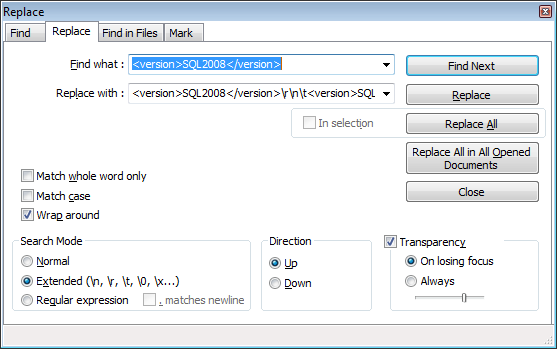 Replace
Find Replace Find in Files Mark
Find what : <version>SQL2008</version> Find Next
Replace with : <version>SQL2008</version>\r\n\t<version>SQL Replace
In selection Replace All
Replace All in All Opened
Documents
Match whole word only
Match case Close
Wrap around
Search Mode Direction Transparency
Normal Up On losing focus
Extended (\n, \r, \t, \0, \x...) Down Always
Regular expression . matches newline